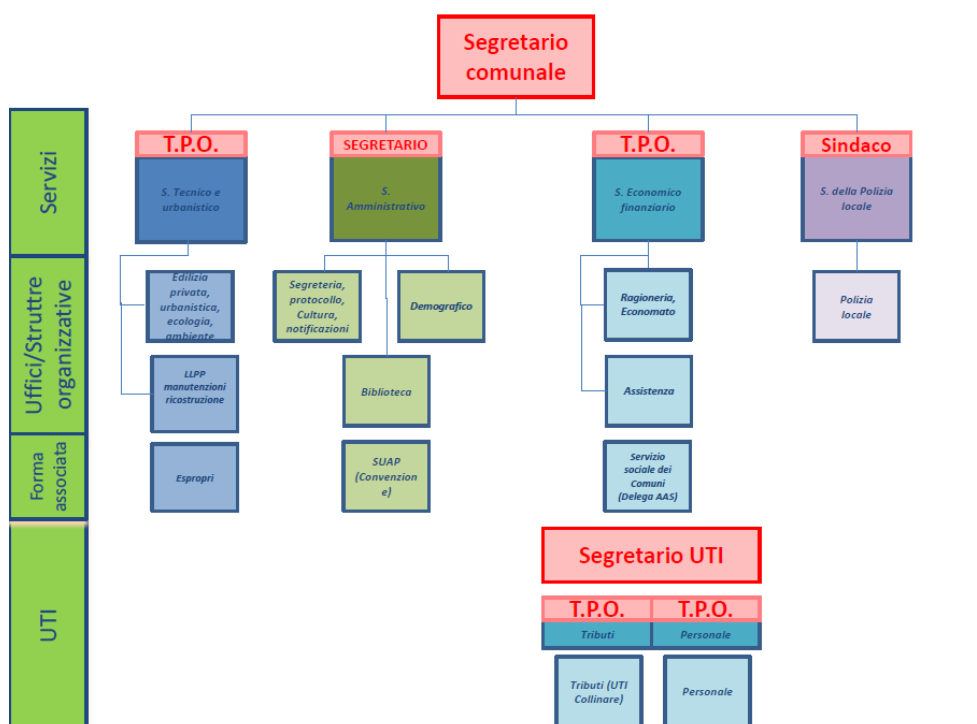 Segretario
comunale
Servizi
T.P.O.
S. Tecnico e
urbanistico
SEGRETARIO
S.
Amministrativo
T.P.O.
S. Economico
finanziario
Sindaco
S. della Polizia
locale
Uffici/Struttre
organizzative
Edilizia
privata,
urbanistica,
ecologia,
ambiente
Segreteria,
protocollo,
Cultura,
notificazioni
Demografico
Ragioneria,
Economato
Polizia
locale
LLPP
manutenzioni
ricostruzione
Biblioteca
Assistenza
Forma
associata
Espropri
SUAP
(Convenzion
e)
Servizio
sociale dei
Comuni
(Delega AAS)
UTI
Segretario UTI
T.P.O.
T.P.O.
Tributi
Personale
Tributi (UTI
Collinare)
Personale